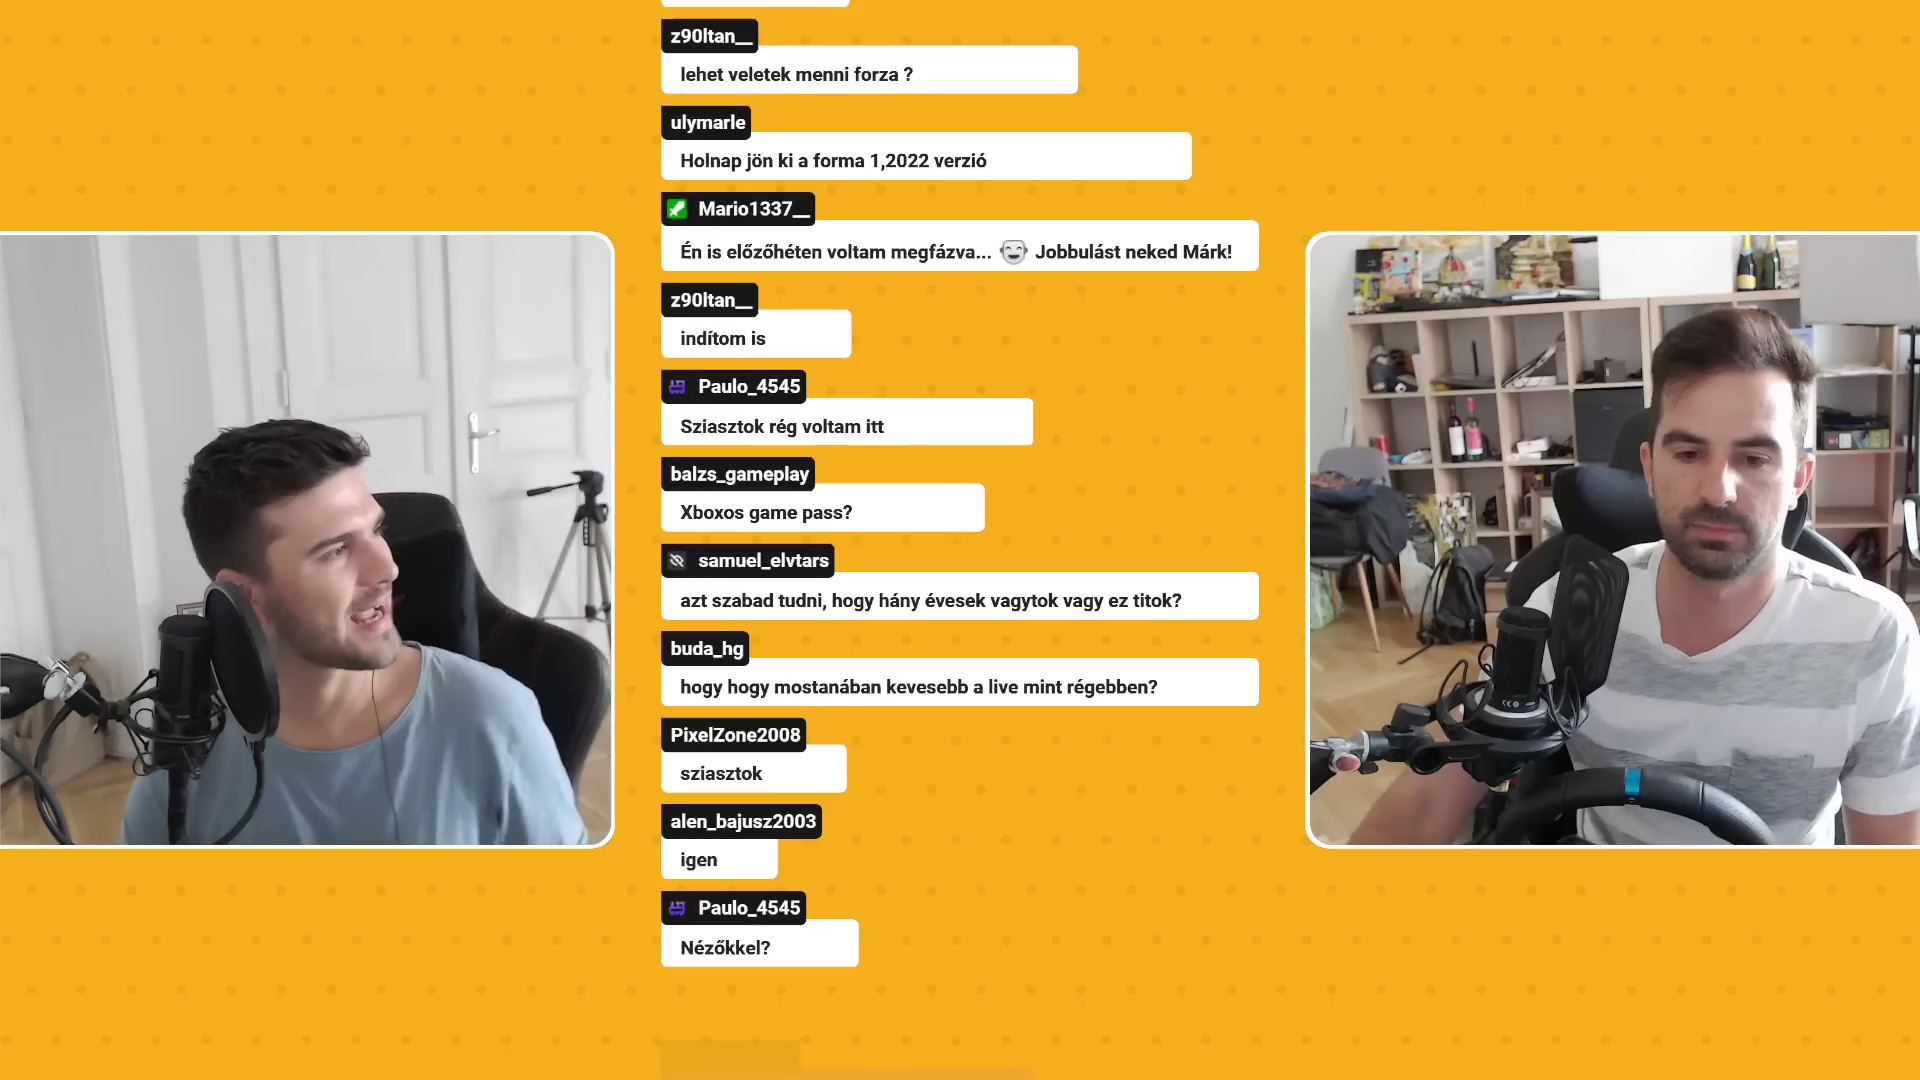 z90ltan__
lehet veletek menni forza ?
ulymarle
Holnap jön ki a forma 1,2022 verzió
Mario1337__
Én is előzőhéten voltam megfázva... Jobbulást neked Márk!
z90ltan__
indítom is
Paulo_4545
Sziasztok rég voltam itt
balzs_gameplay
Xboxos game pass?
samuel_elvtars
azt szabad tudni, hogy hány évesek vagytok vagy ez titok?
buda_hg
hogy hogy mostanában kevesebb a live mint régebben?
PixelZone2008
sziasztok
alen_bajusz2003
igen
Paulo_4545
Nézőkkel?